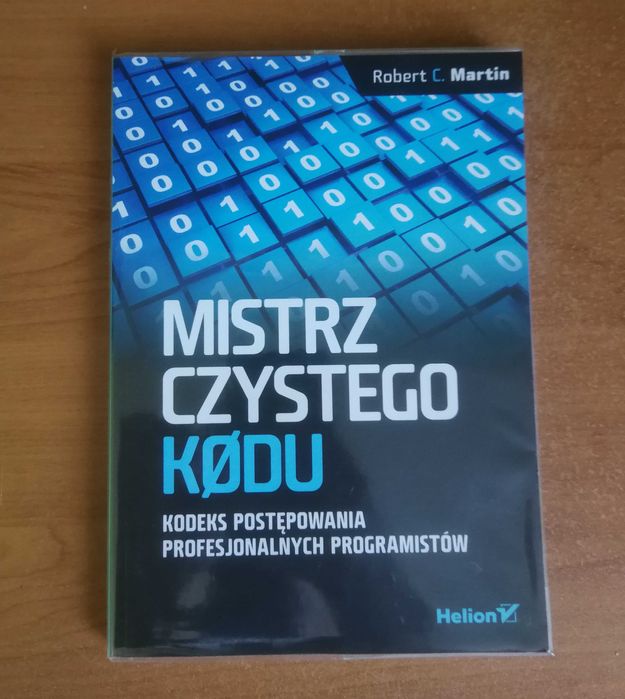 Robert C. Martin
MISTRZ
CZYSTEGO
KØDU
KODEKS POSTĘPOWANIA
PROFESJONALNYCH PROGRAMISTÓW
Helion